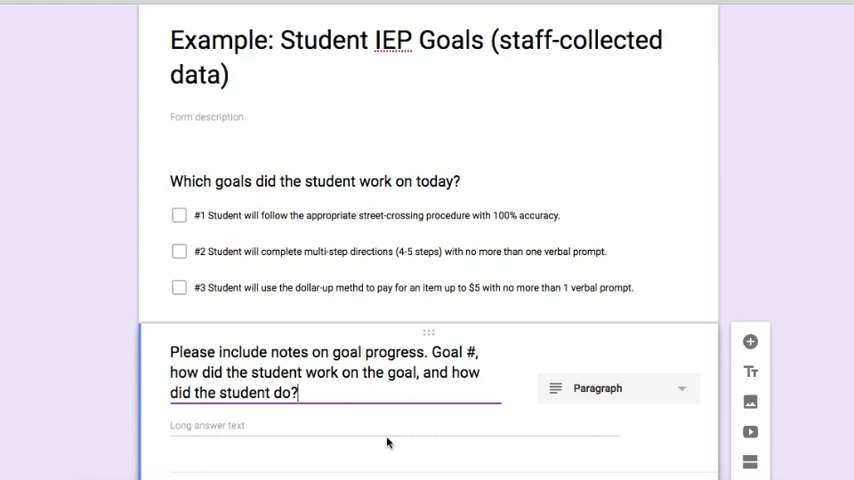 Example: Student IEP Goals (staff-collected
data)
Form description
Which goals did the student work on today?
#1 Student will follow the appropriate street-crossing procedure with 100% accuracy.
#2 Student will complete multi-step directions (4-5 steps) with no more than one verbal prompt.
#3 Student will use the dollar-up methd to pay for an item up to $5 with no more than 1 verbal prompt.
Please include notes on goal progress. Goal #,
how did the student work on the goal, and how
did the student do?
Paragraph
Long answer text
Tт